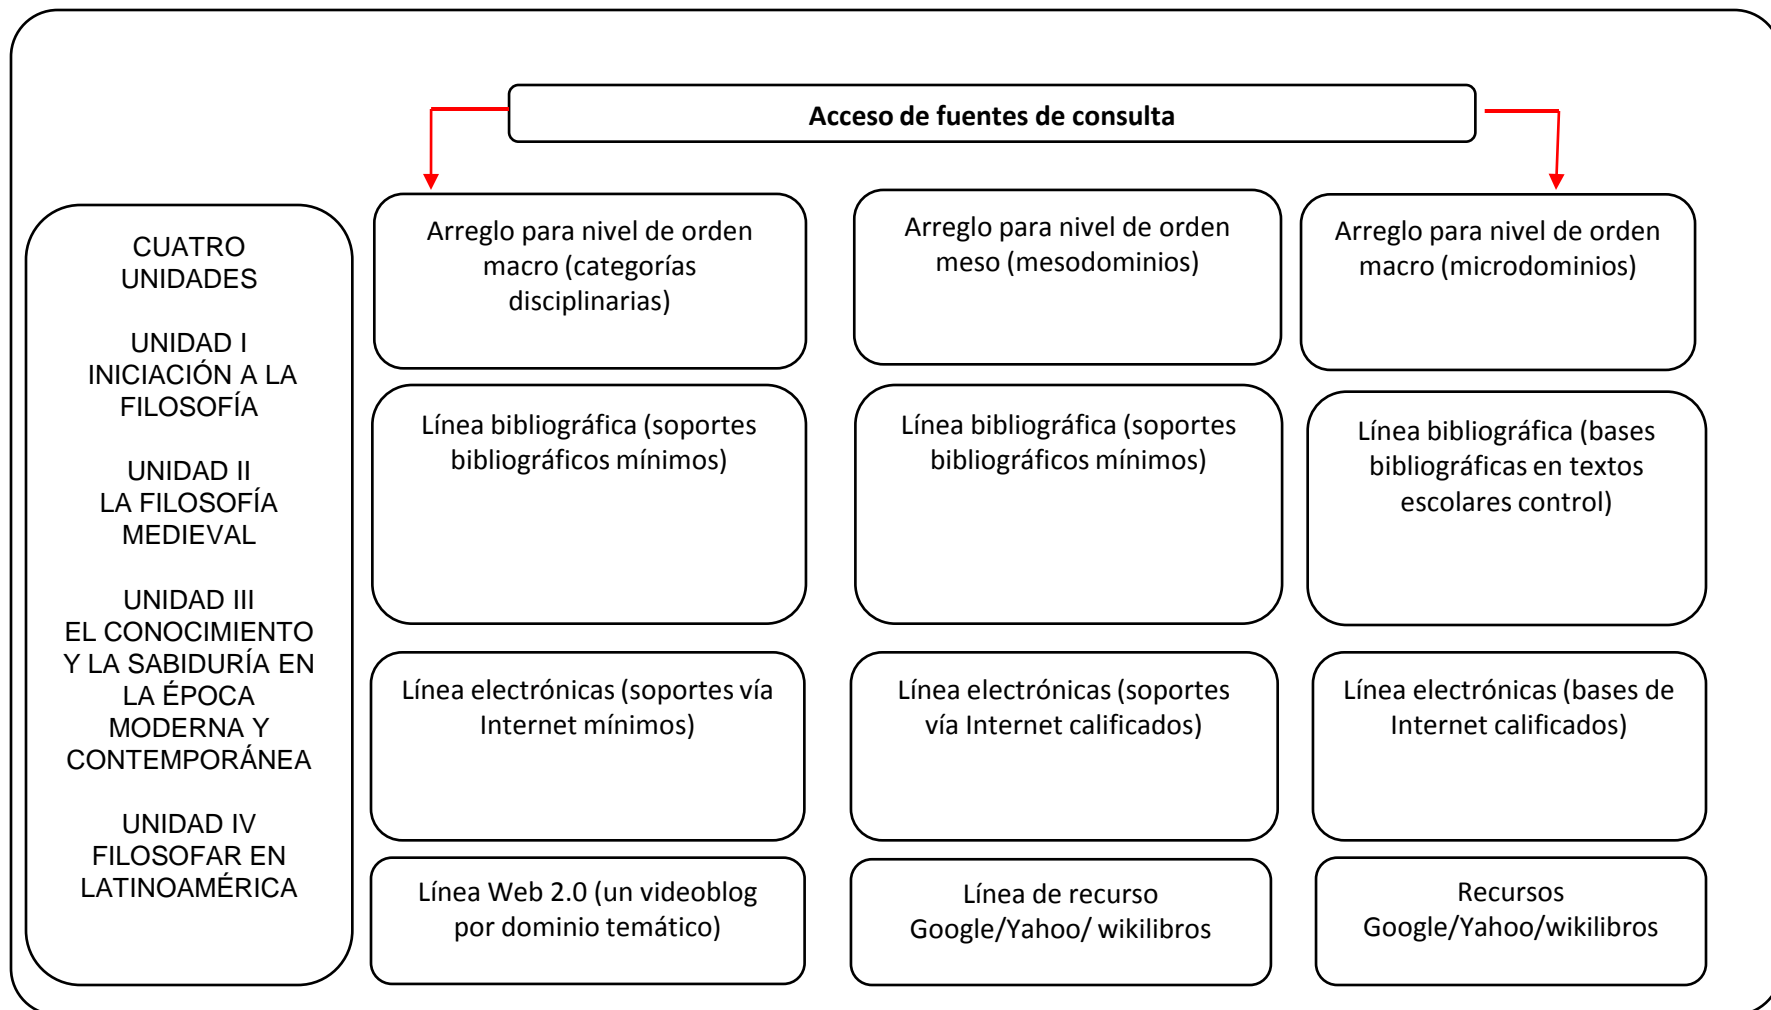 Acceso de fuentes de consulta
CUATRO
UNIDADES
UNIDAD I
INICIACIÓN A LA
FILOSOFÍA
UNIDAD II
LA FILOSOFÍA
MEDIEVAL
UNIDAD III
EL CONOCIMIENTO
Y LA SABIDURÍA EN
LA ÉPOCA
MODERNA Y
CONTEMPORÁNEA
UNIDAD IV
FILOSOFAR EN
LATINOAMÉRICA
Arreglo para nivel de orden
macro (categorías
disciplinarias)
Arreglo para nivel de orden
meso (mesodominios)
Arreglo para nivel de orden
macro (microdominios)
Línea bibliográfica (soportes
bibliográficos mínimos)
Línea bibliográfica (soportes
bibliográficos mínimos)
Línea bibliográfica (bases
bibliográficas en textos
escolares control)
Línea electrónicas (soportes vía
Internet mínimos)
Línea electrónicas (soportes
vía Internet calificados)
Línea electrónicas (bases de
Internet calificados)
Línea Web 2.0 (un videoblog
por dominio temático)
Línea de recurso
Google/Yahoo/ wikilibros
Recursos
Google/Yahoo/wikilibros